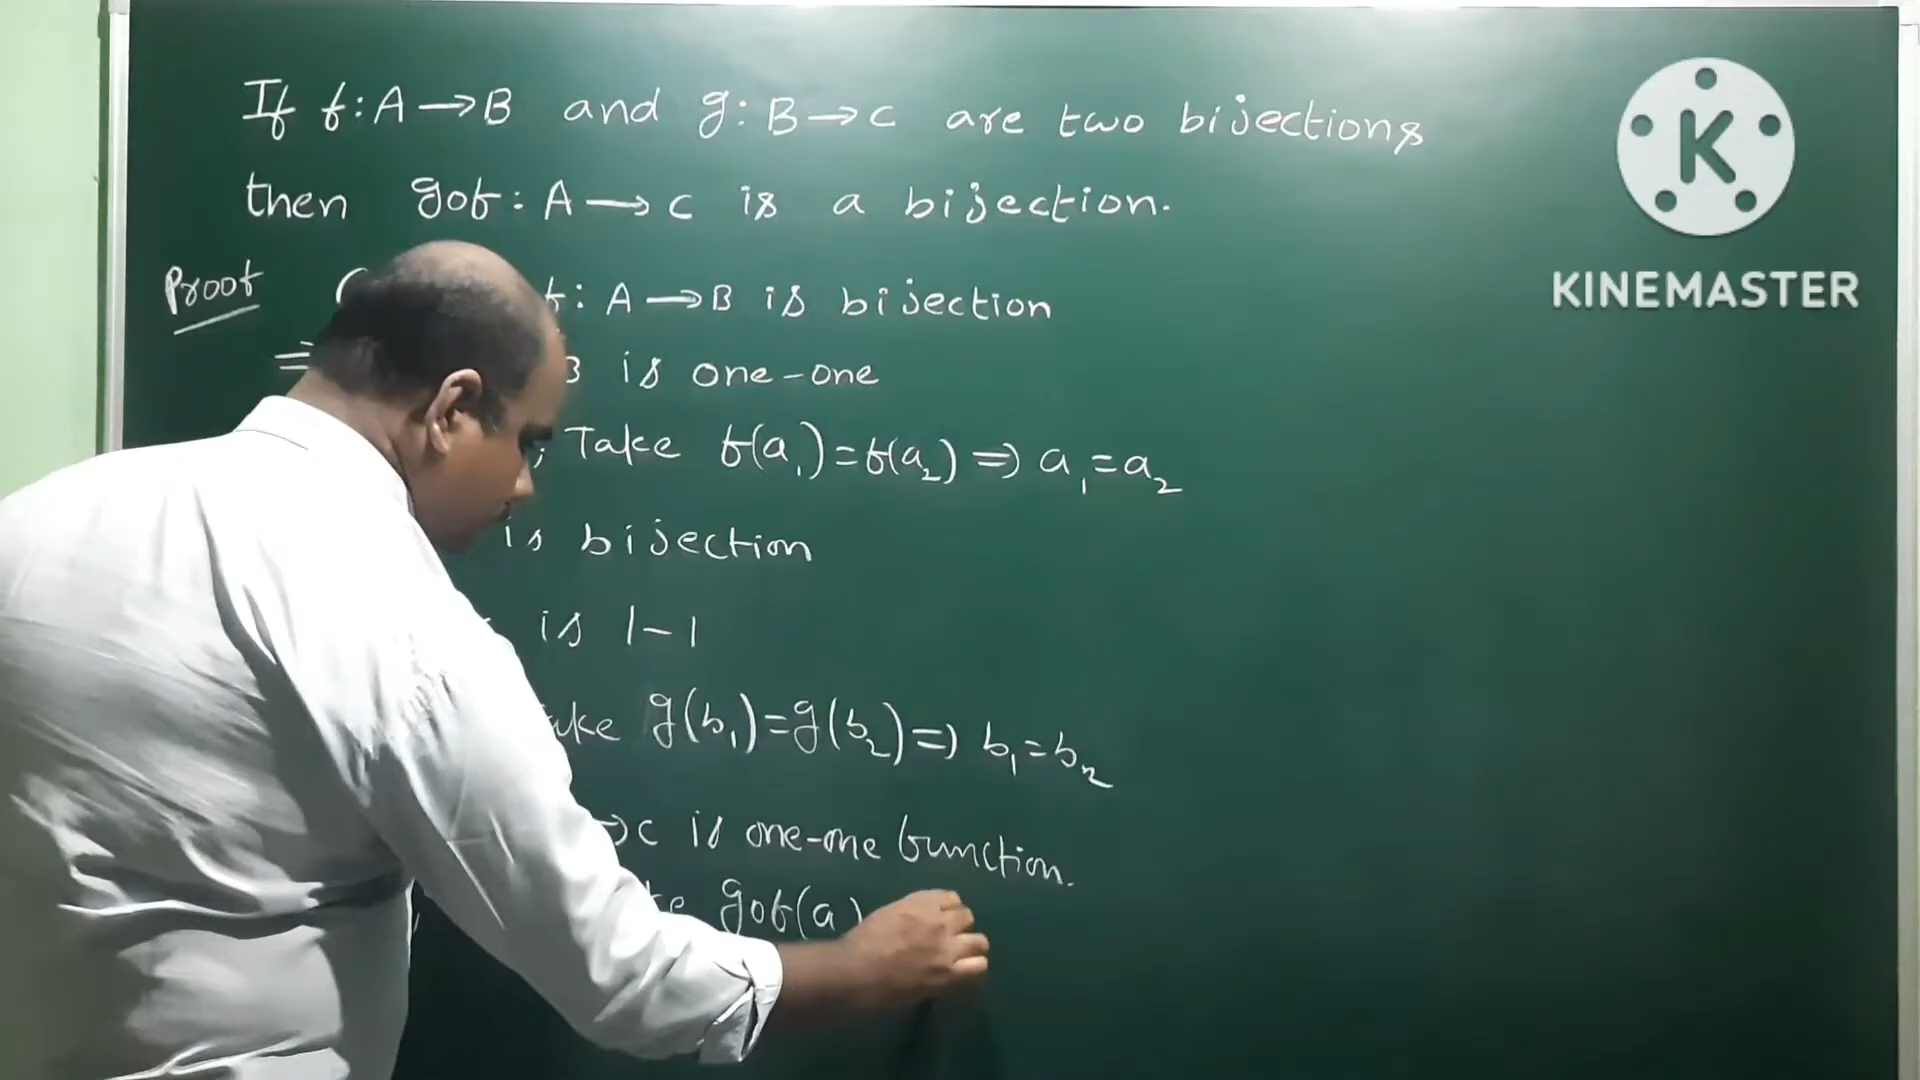 If f: A → B and g: B → C are two bijections
then gof: A → C is a bijection.
Proof f: A → B is bijection
⇒ B is one-one
; Take f(a₁) = f(a₂) ⇒ a₁ = a₂
is bijection
is 1-1
g(b₁) = g(b₂) ⇒ b₁ = b₂
→ C is one-one function.
gof(a)
K
KINEMASTER